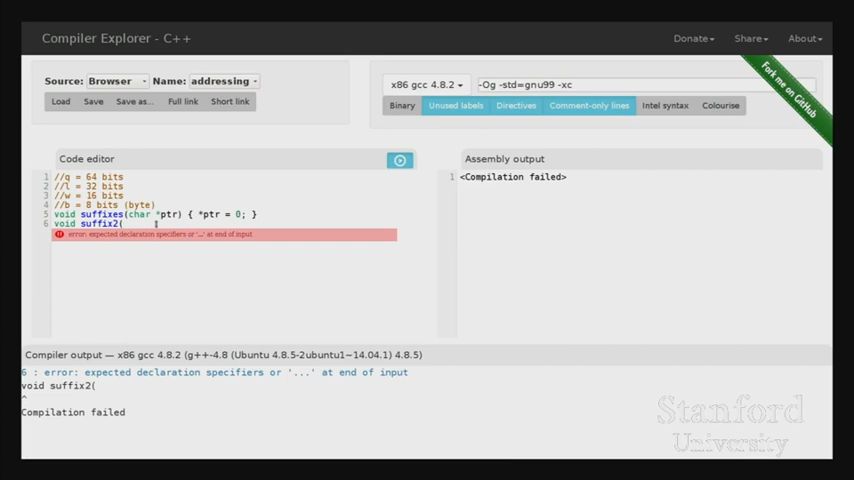 Compiler Explorer - C++
Donate
Share
About
Fork me on GitHub
Source: Browser Name: addressing
Load Save Save as... Full link Short link
x86 gcc 4.8.2 -Og -std=gnu99 -xc
Binary Unused labels Directives Comment-only lines Intel syntax Colourise
Code editor
1 //q = 64 bits
2 //l = 32 bits
3 //w = 16 bits
4 //b = 8 bits (byte)
5 void suffixes(char *ptr) { *ptr = 0; }
6 void suffix2(
error: expected declaration specifiers or '...' at end of input
Assembly output
1 <Compilation failed>
Compiler output — x86 gcc 4.8.2 (g++-4.8 (Ubuntu 4.8.5-2ubuntu1~14.04.1) 4.8.5)
6 : error: expected declaration specifiers or '...' at end of input
void suffix2(
^
Compilation failed
Stanford
University